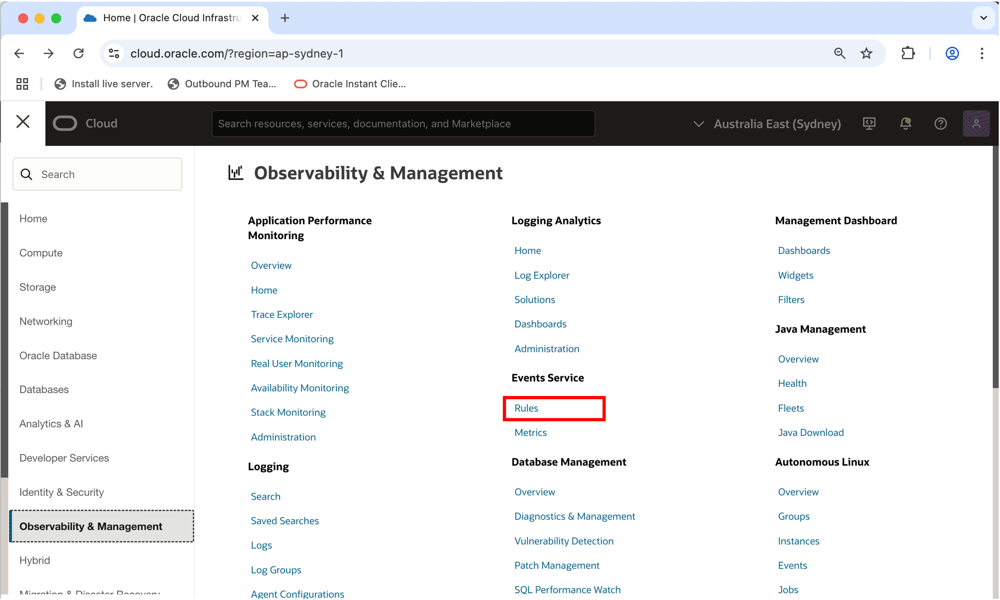 Home | Oracle Cloud Infrastru
cloud.oracle.com/?region=ap-sydney-1
Install live server.
Outbound PM Tea...
Oracle Instant Clie...
Cloud
Search resources, services, documentation, and Marketplace
Australia East (Sydney)
Search
Home
Compute
Storage
Networking
Oracle Database
Databases
Analytics & AI
Developer Services
Identity & Security
Observability & Management
Hybrid
Migration & Disaster Recovery
Observability & Management
Application Performance
Monitoring
Overview
Home
Trace Explorer
Service Monitoring
Real User Monitoring
Availability Monitoring
Stack Monitoring
Administration
Logging
Search
Saved Searches
Logs
Log Groups
Agent Configurations
Logging Analytics
Home
Log Explorer
Solutions
Dashboards
Administration
Events Service
Rules
Metrics
Database Management
Overview
Diagnostics & Management
Vulnerability Detection
Patch Management
SQL Performance Watch
Management Dashboard
Dashboards
Widgets
Filters
Java Management
Overview
Health
Fleets
Java Download
Autonomous Linux
Overview
Groups
Instances
Events
Jobs